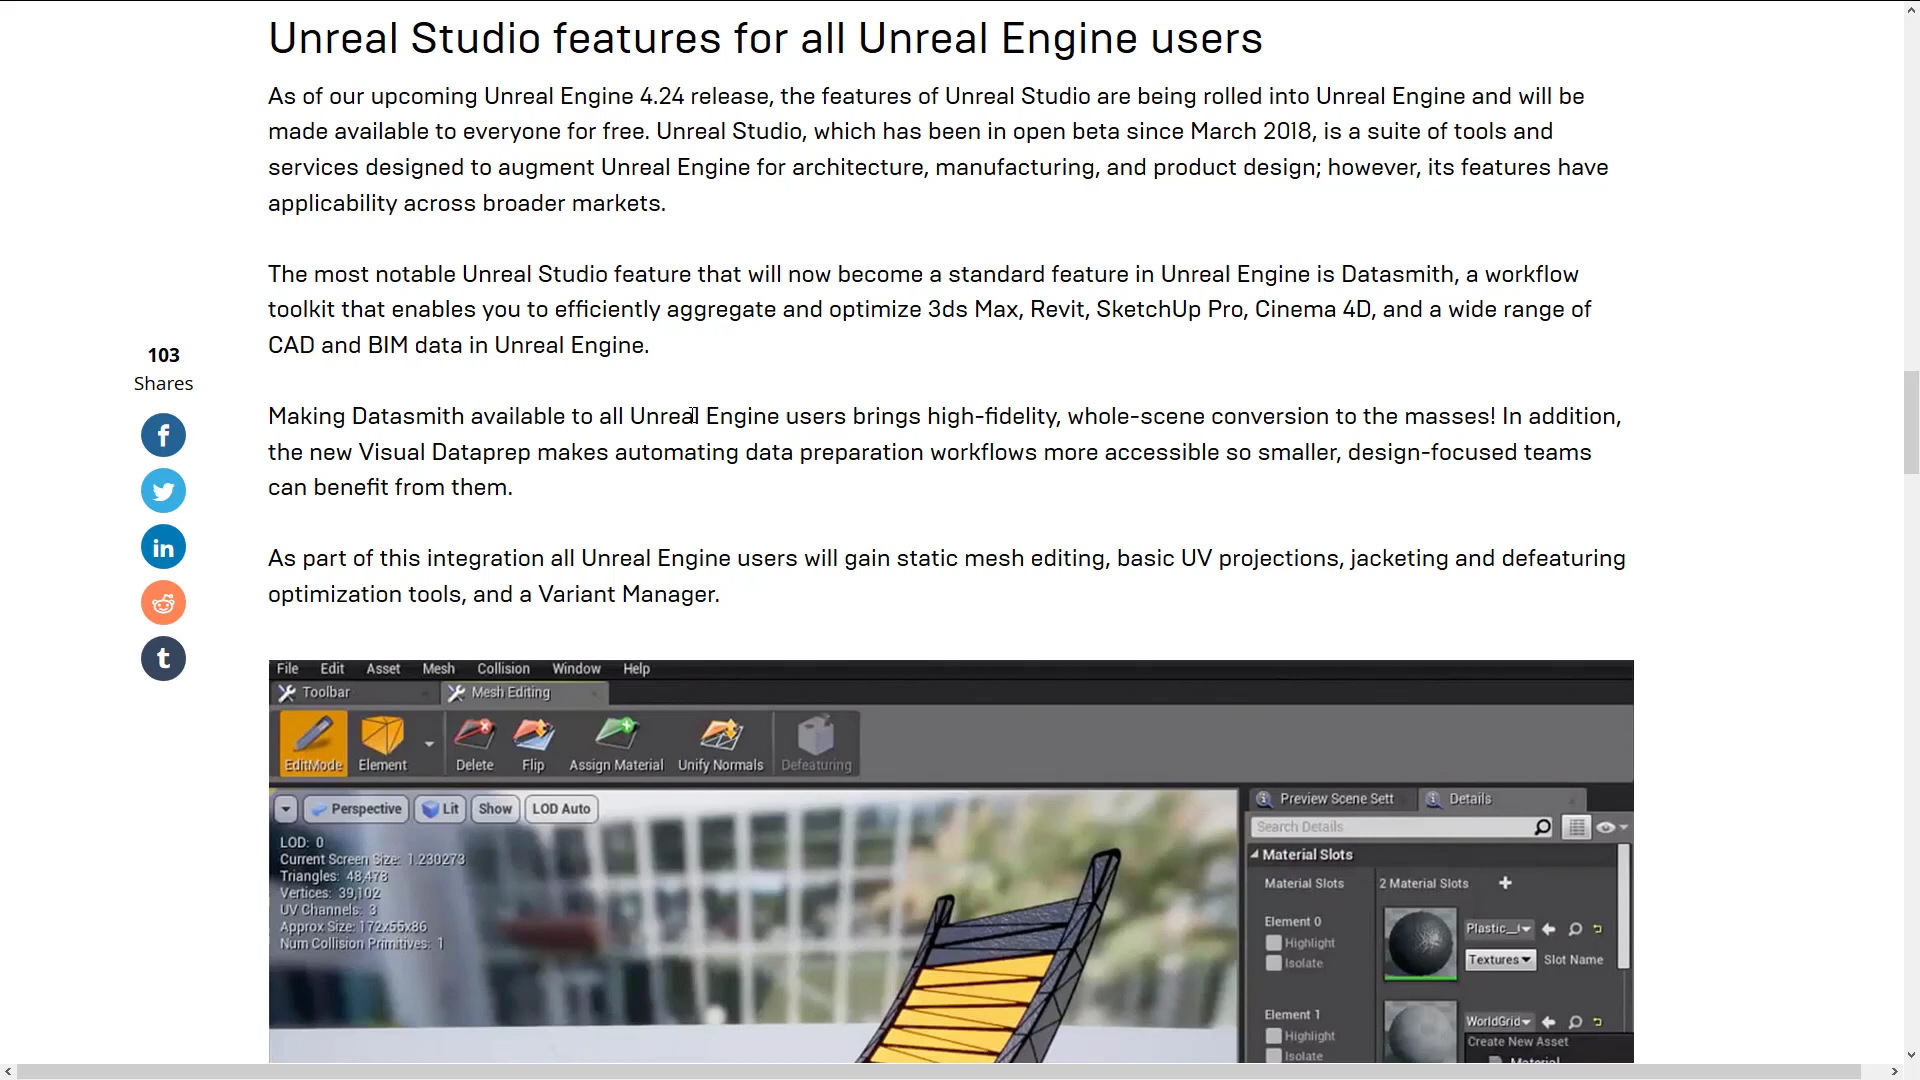 Unreal Studio features for all Unreal Engine users
As of our upcoming Unreal Engine 4.24 release, the features of Unreal Studio are being rolled into Unreal Engine and will be
made available to everyone for free. Unreal Studio, which has been in open beta since March 2018, is a suite of tools and
services designed to augment Unreal Engine for architecture, manufacturing, and product design; however, its features have
applicability across broader markets.
The most notable Unreal Studio feature that will now become a standard feature in Unreal Engine is Datasmith, a workflow
toolkit that enables you to efficiently aggregate and optimize 3ds Max, Revit, SketchUp Pro, Cinema 4D, and a wide range of
CAD and BIM data in Unreal Engine.
103
Shares
Making Datasmith available to all Unreal Engine users brings high-fidelity, whole-scene conversion to the masses! In addition,
the new Visual Dataprep makes automating data preparation workflows more accessible so smaller, design-focused teams
can benefit from them.
As part of this integration all Unreal Engine users will gain static mesh editing, basic UV projections, jacketing and defeaturing
optimization tools, and a Variant Manager.
File Edit Asset Mesh Collision Window Help
Toolbar Mesh Editing
EditMode Element Delete Flip Assign Material Unify Normals Defeaturing
Perspective Lit Show LOD Auto
LOD: 0
Current Screen Size: 1.230273
Triangles: 48,478
Vertices: 39,102
UV Channels: 3
Approx Size: 172x55x86
Num Collision Primitives: 1
Preview Scene Sett Details
Search Details
Material Slots
Material Slots 2 Material Slots
Element 0
Highlight
Isolate
Textures Slot Name
Element 1
Highlight
Isolate
WorldGrid
Create New Asset
Material